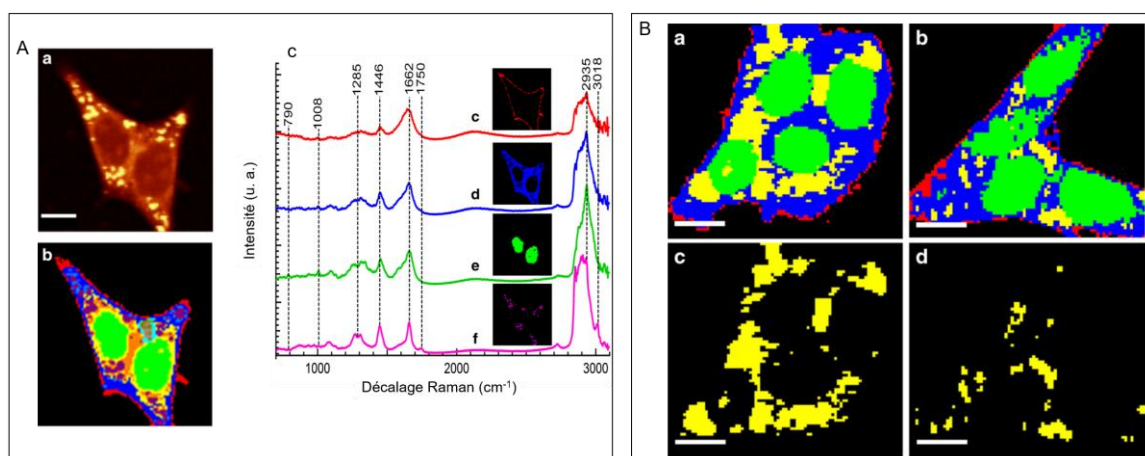 A
a
b
C
790
1008
1285
1446
1662
1750
2935
3018
c
d
e
f
Intensité (u. a.)
1000
2000
3000
Décalage Raman (cm-1)
B
a
b
c
d